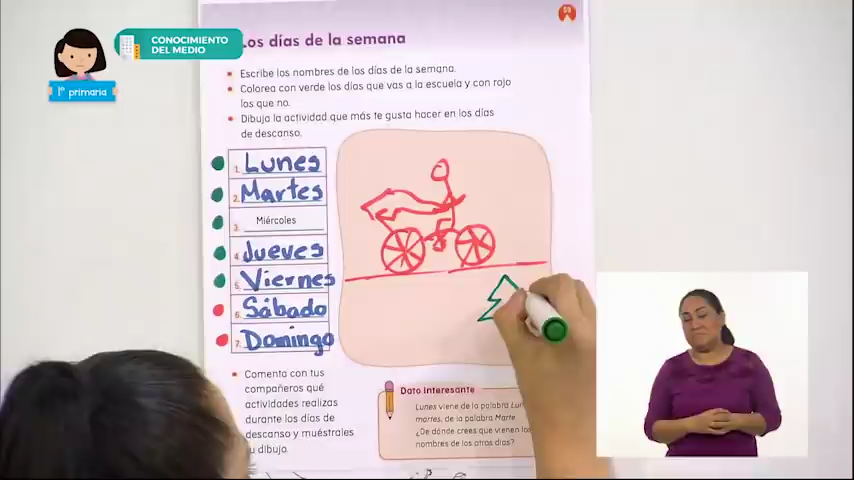 59
CONOCIMIENTO
DEL MEDIO
1° primaria
Los días de la semana
• Escribe los nombres de los días de la semana.
• Colorea con verde los días que vas a la escuela y con rojo
los que no.
• Dibuja la actividad que más te gusta hacer en los días
de descanso.
1. Lunes
2. Martes
3. Miércoles
4. Jueves
5. Viernes
6. Sábado
7. Domingo
• Comenta con tus
compañeros qué
actividades realizas
durante los días de
descanso y muéstrales
tu dibujo.
Dato interesante
Lunes viene de la palabra
martes, de la palabra Marte
¿De dónde crees que vienen los
nombres de los otros días?